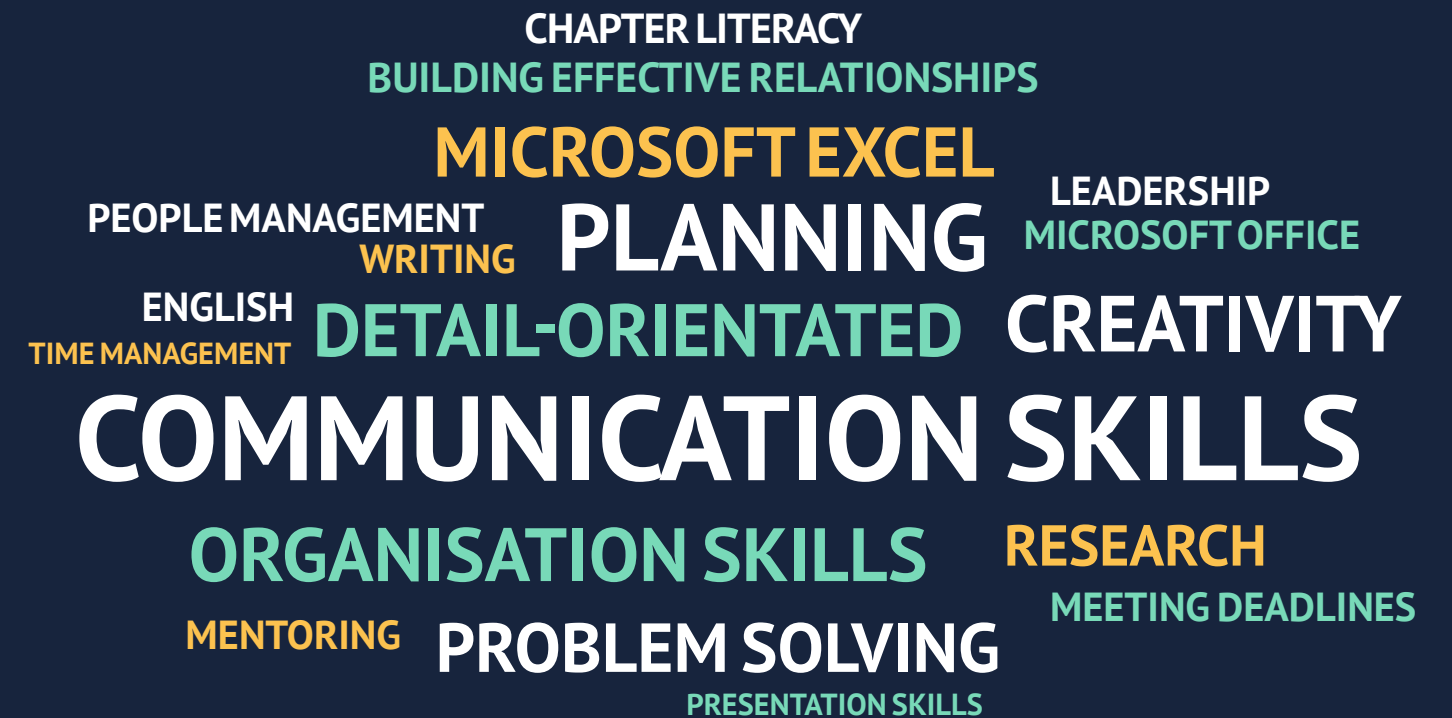 CHAPTER LITERACY
BUILDING EFFECTIVE RELATIONSHIPS
MICROSOFT EXCEL
LEADERSHIP
PEOPLE MANAGEMENT
PLANNING
MICROSOFT OFFICE
WRITING
ENGLISH
DETAIL-ORIENTATED
CREATIVITY
TIME MANAGEMENT
COMMUNICATION SKILLS
ORGANISATION SKILLS
RESEARCH
MEETING DEADLINES
MENTORING
PROBLEM SOLVING
PRESENTATION SKILLS